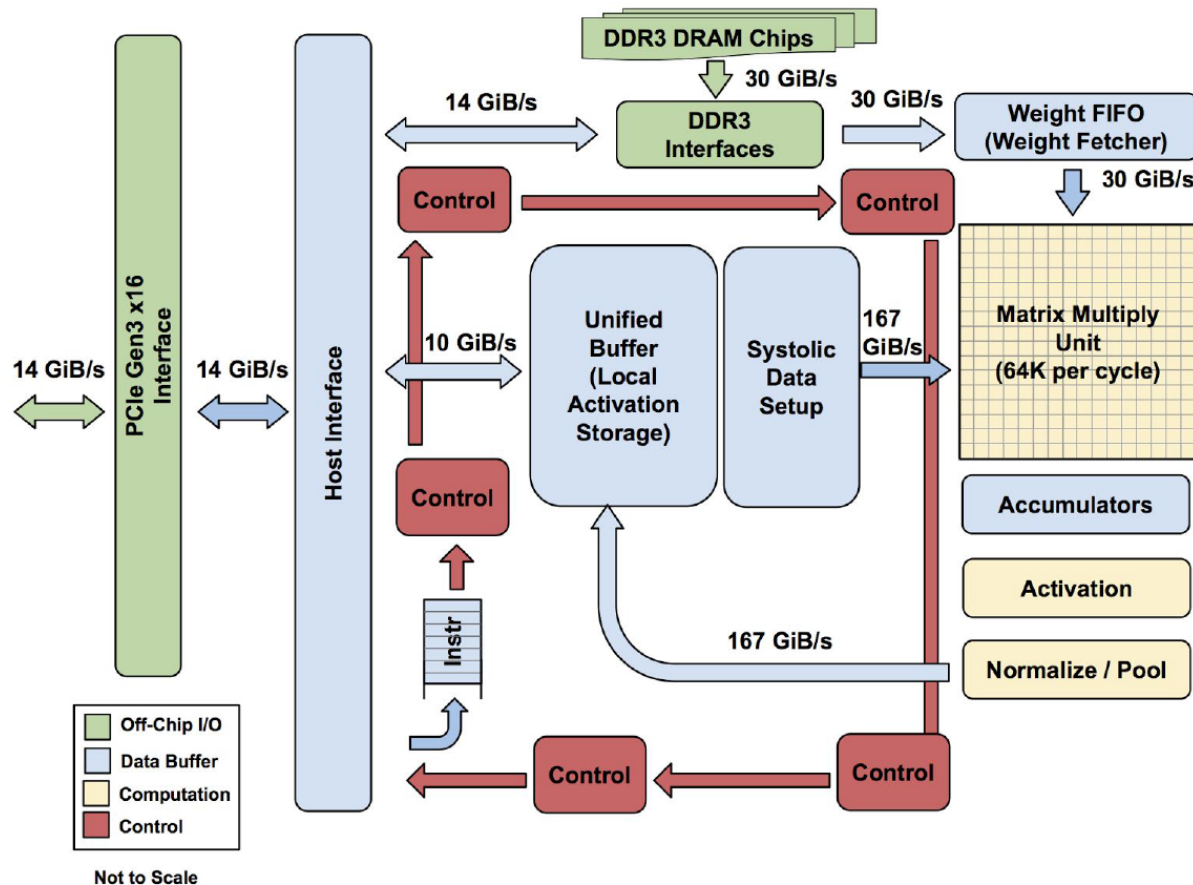 DDR3 DRAM Chips
30 GiB/s
14 GiB/s
DDR3
Interfaces
30 GiB/s
Weight FIFO
(Weight Fetcher)
30 GiB/s
Control
Control
PCIe Gen3 x16
Interface
Host Interface
14 GiB/s
14 GiB/s
10 GiB/s
Unified
Buffer
(Local
Activation
Storage)
Systolic
Data
Setup
167
GiB/s
Matrix Multiply
Unit
(64K per cycle)
Control
Accumulators
Activation
Instr
167 GiB/s
Normalize / Pool
Control
Control
Off-Chip I/O
Data Buffer
Computation
Control
Not to Scale